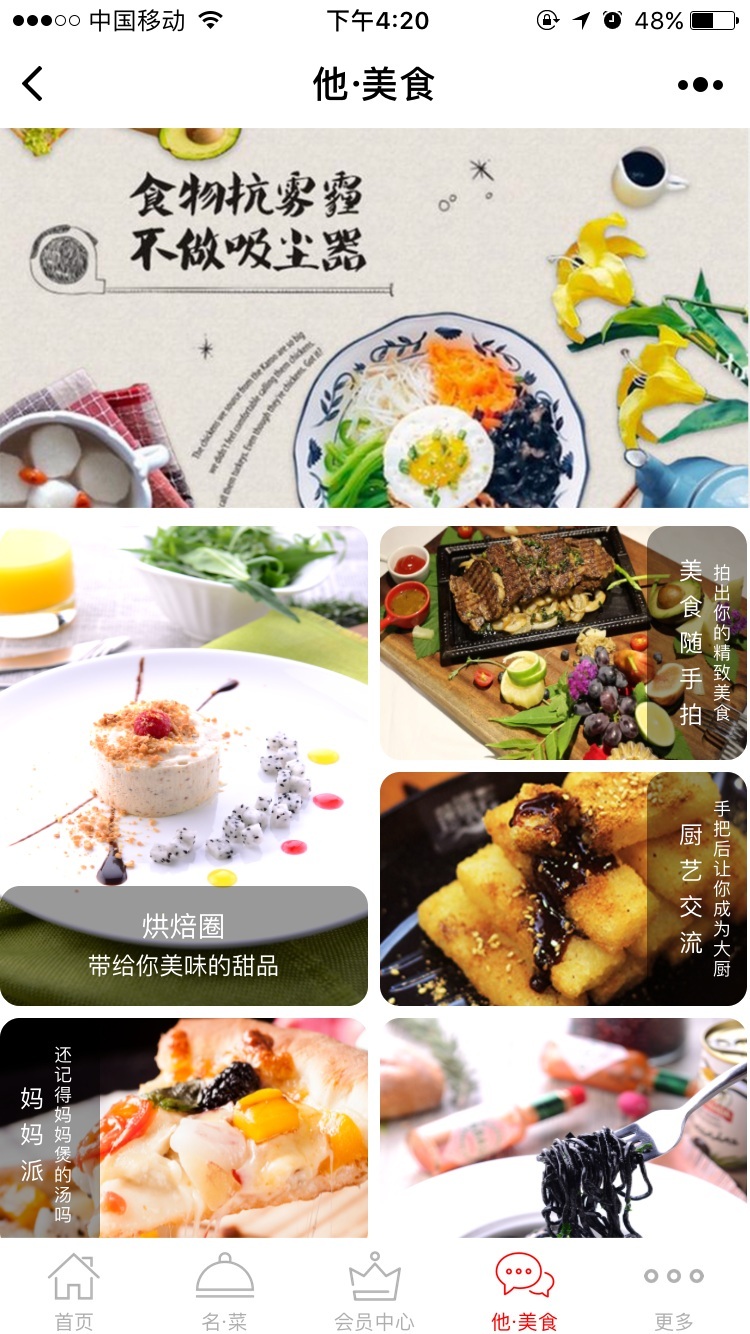 中国移动
下午4:20
48%
他·美食
食物抗雾霾
不做吸尘器
The chickens we source from the Karoo are so big
we didn't feel comfortable calling them chickens.
call them turkeys. Even though they're chickens. Got it?
烘焙圈
带给你美味的甜品
美食随手拍
拍出你的精致美食
厨艺交流
手把后让你成为大厨
妈妈派
还记得妈妈煲的汤吗
首页
名·菜
会员中心
他·美食
更多